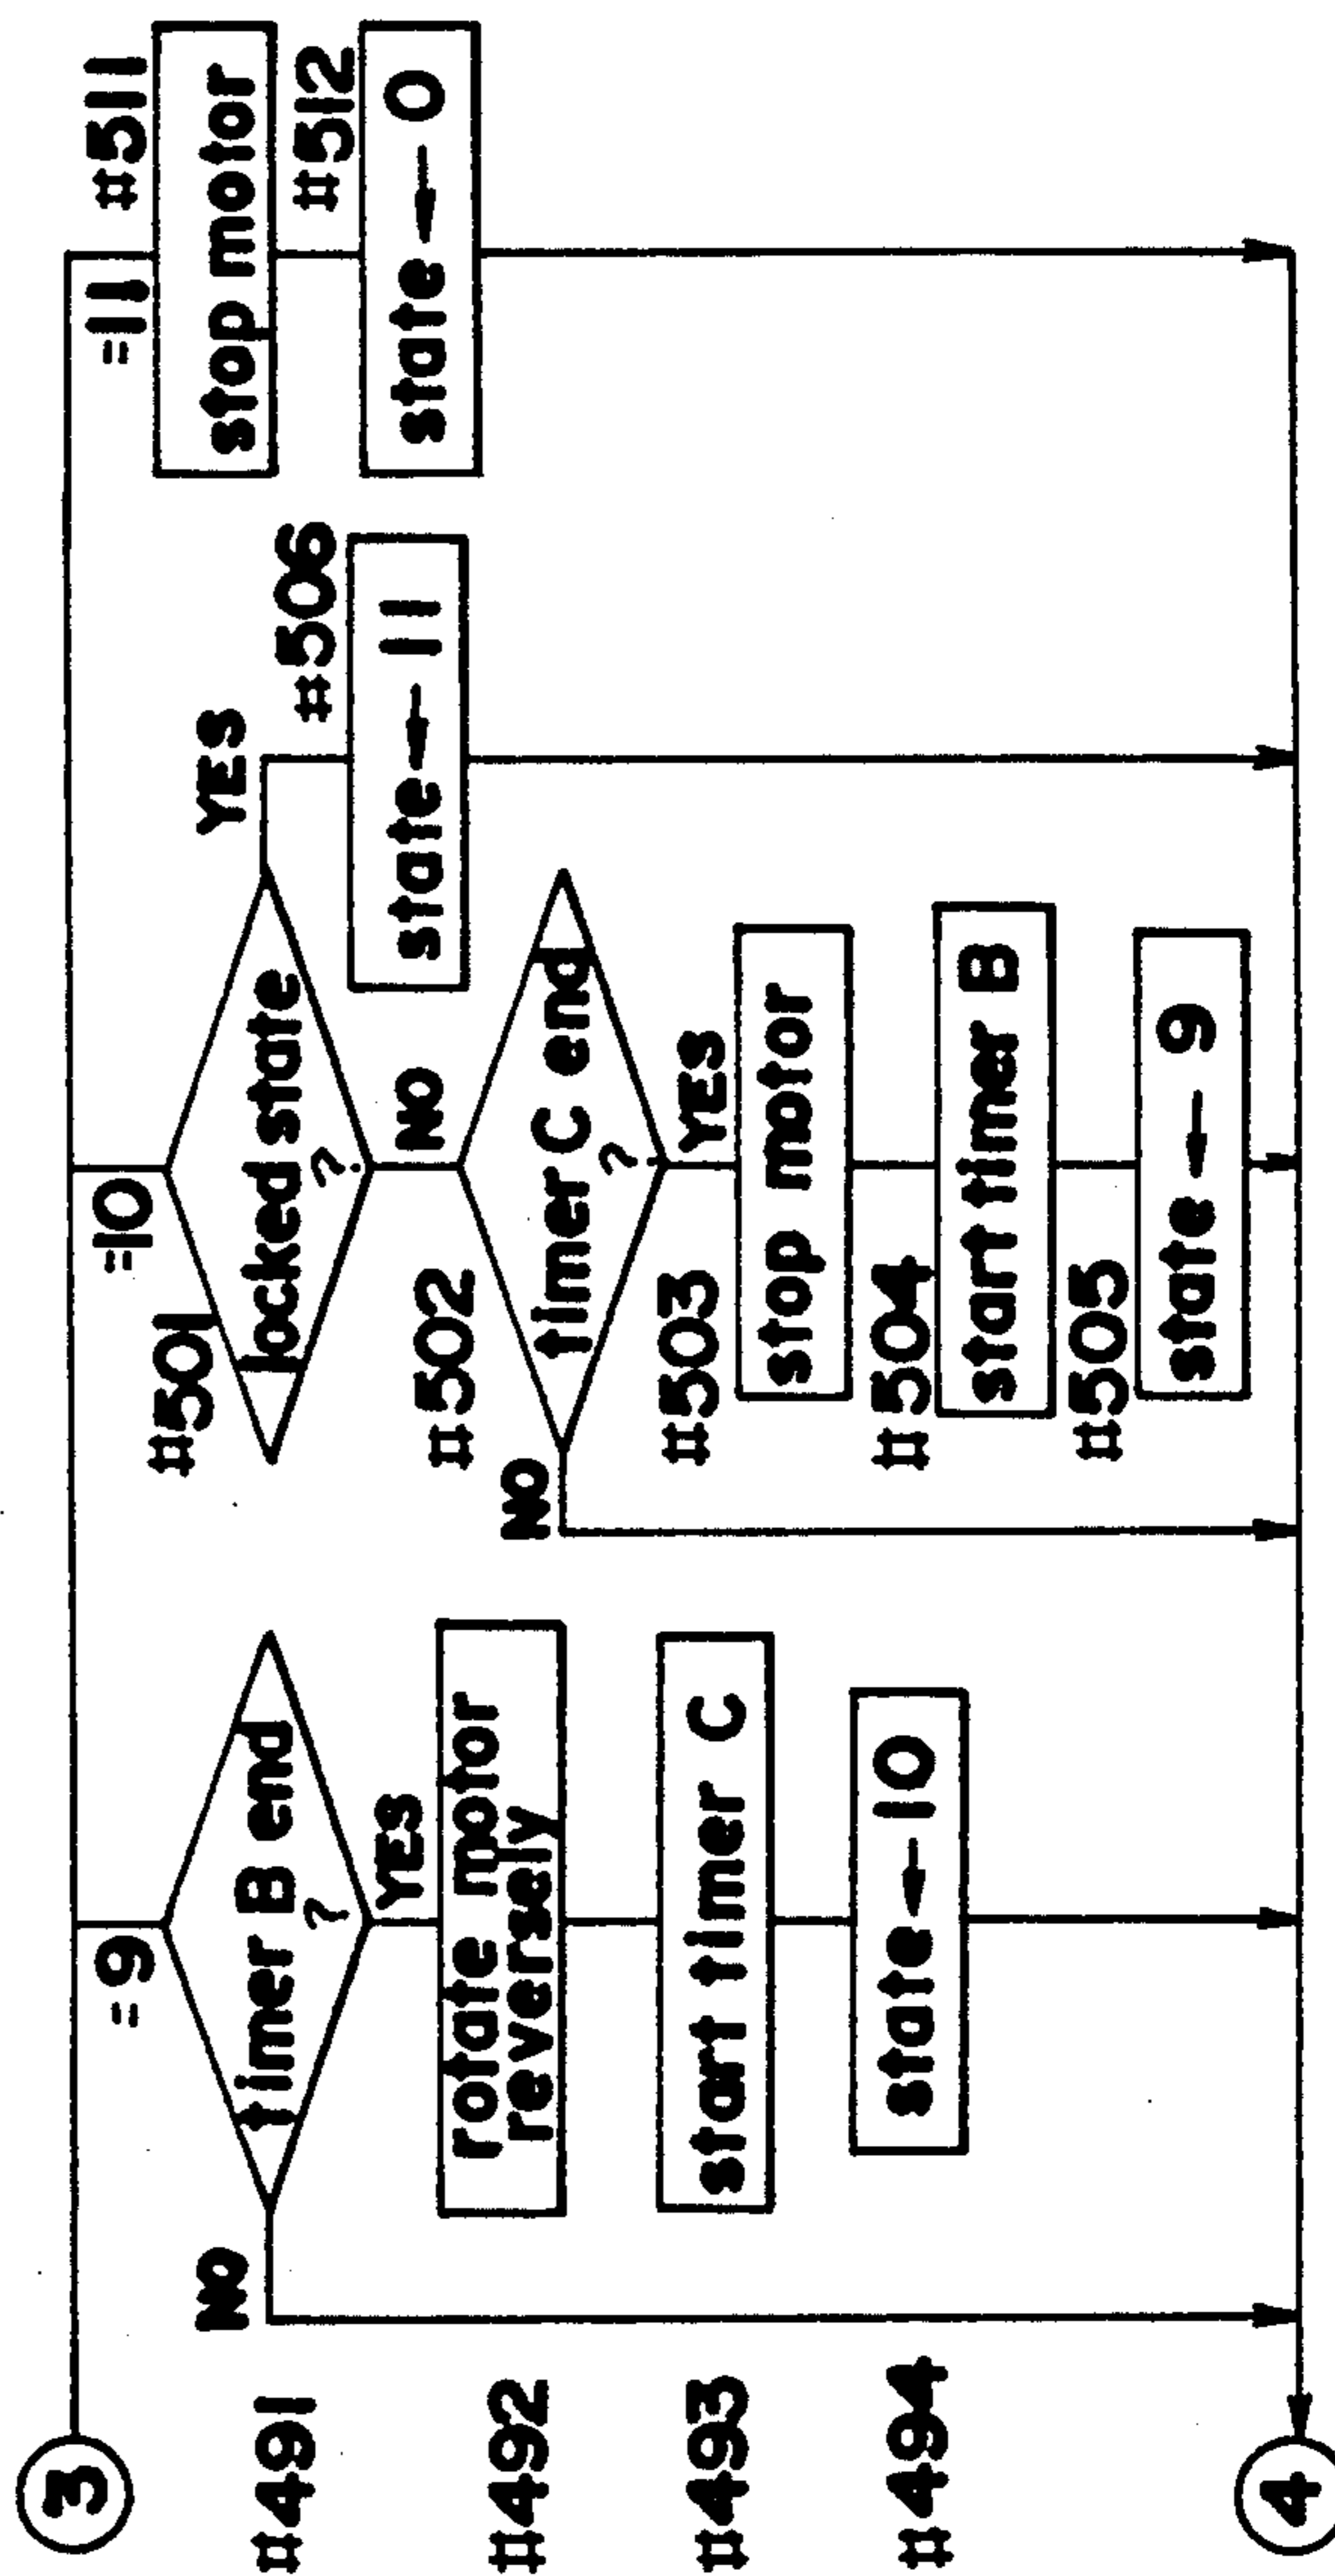 3
=9
#491
timer B end
?
NO
YES
#492
rotate motor
reversely
#493
start timer C
#494
state←10
=10
#501
locked state
?
YES
NO
#506
state←11
#502
timer C end
?
NO
YES
#503
stop motor
#504
start timer B
#505
state←9
=11
#511
stop motor
#512
state←0
4